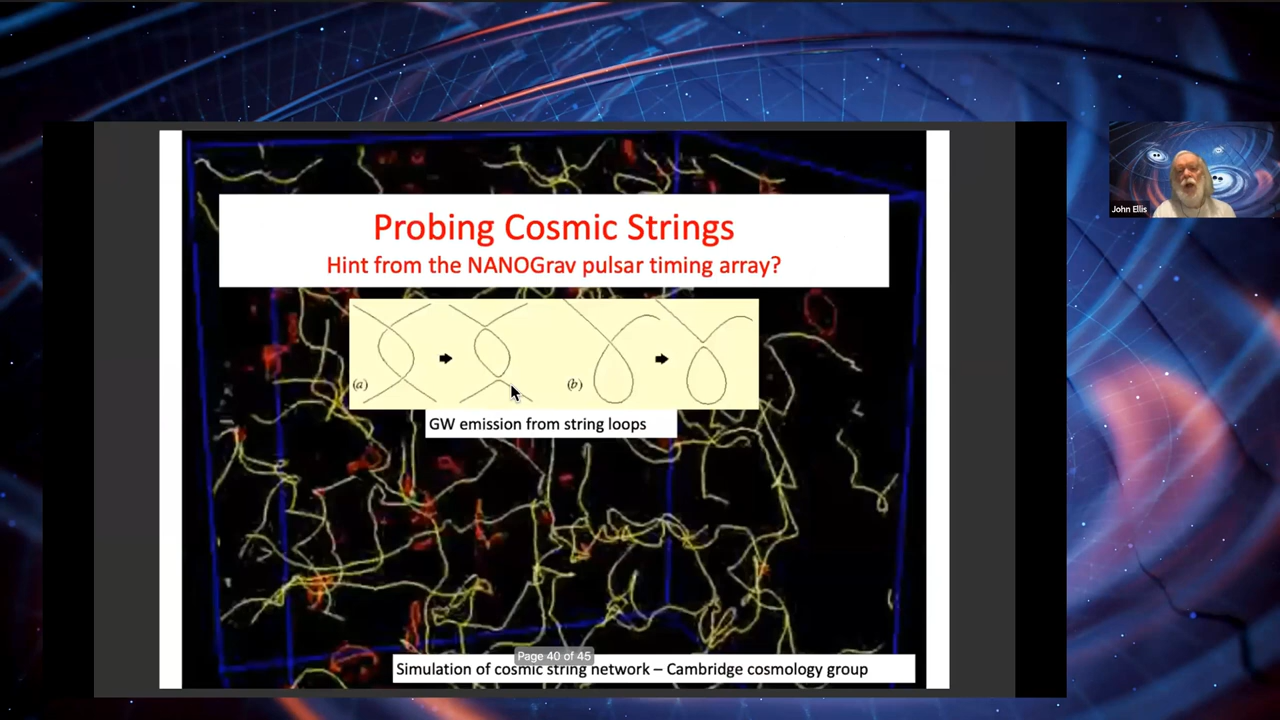 Probing Cosmic Strings
Hint from the NANOGrav pulsar timing array?
(a)
(b)
GW emission from string loops
Page 40 of 45
Simulation of cosmic string network – Cambridge cosmology group
John Ellis